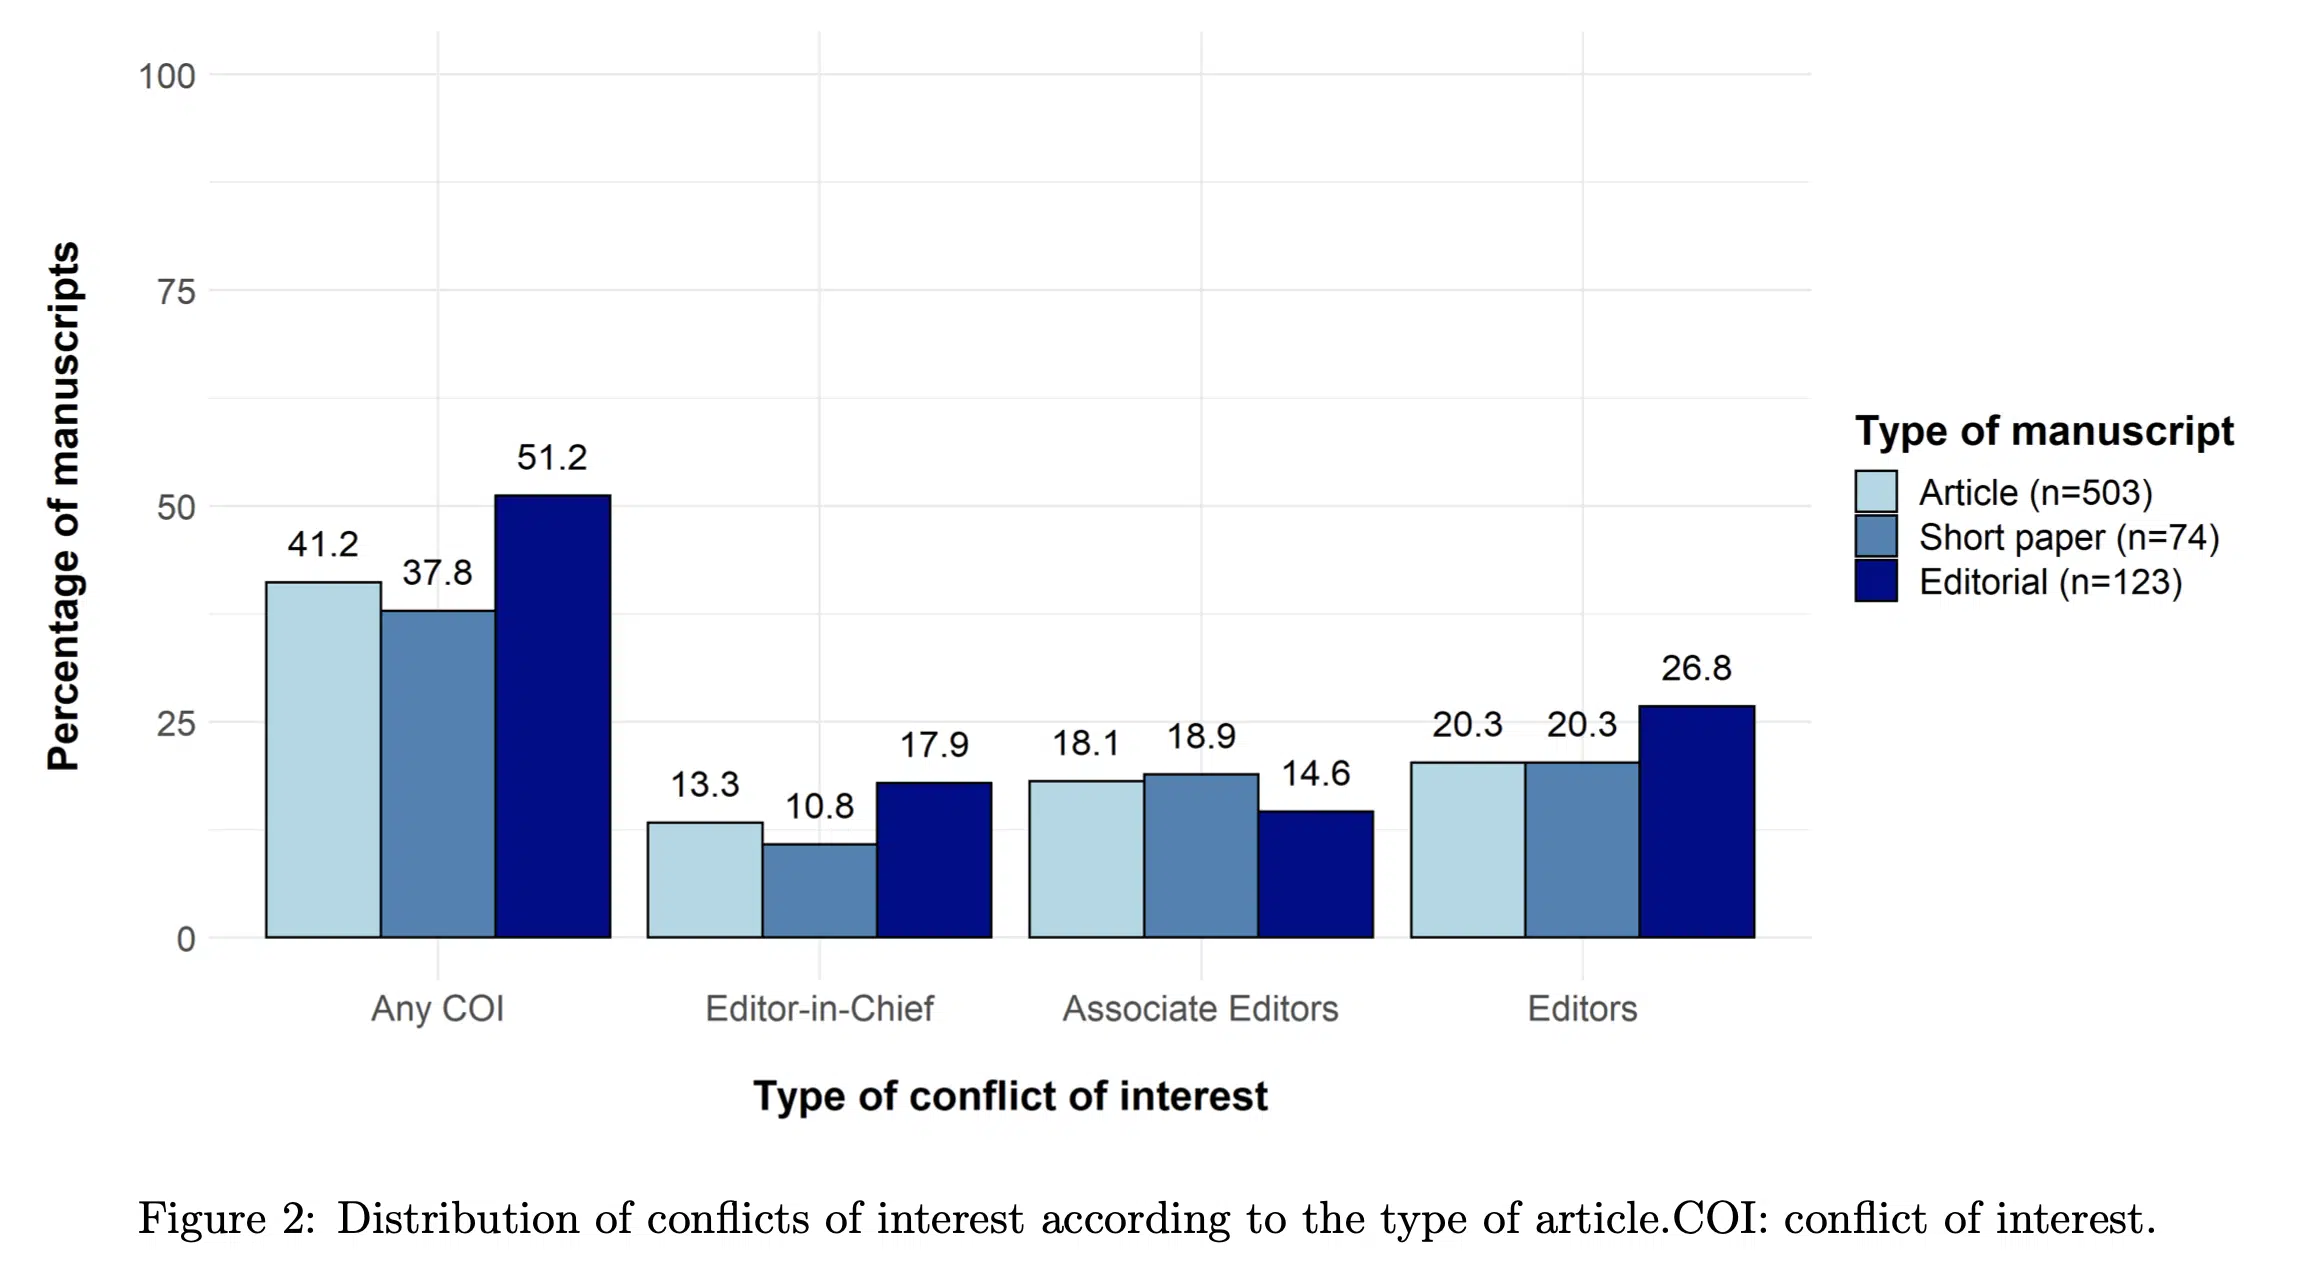 100
75
50
25
0
Percentage of manuscripts
41.2
37.8
51.2
13.3
10.8
17.9
18.1
18.9
14.6
20.3
20.3
26.8
Any COI
Editor-in-Chief
Associate Editors
Editors
Type of conflict of interest
Type of manuscript
Article (n=503)
Short paper (n=74)
Editorial (n=123)
Figure 2: Distribution of conflicts of interest according to the type of article.COI: conflict of interest.